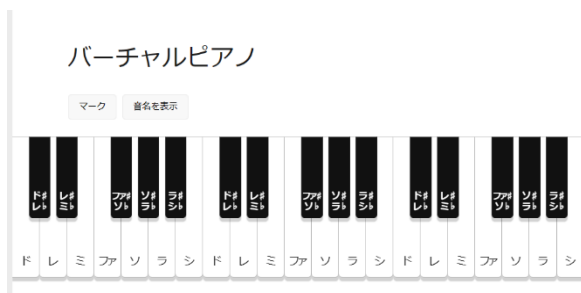 バーチャルピアノ
マーク 音名を表示
ド♯ レ♯ ファ♯ ソ♯ ラ♯ ド♯ レ♯ ファ♯ ソ♯ ラ♯ ド♯ レ♯ ファ♯ ソ♯ ラ♯
レ♭ ミ♭ ソ♭ ラ♭ シ♭ レ♭ ミ♭ ソ♭ ラ♭ シ♭ レ♭ ミ♭ ソ♭ ラ♭ シ♭
ド レ ミ ファ ソ ラ シ ド レ ミ ファ ソ ラ シ ド レ ミ ファ ソ ラ シ